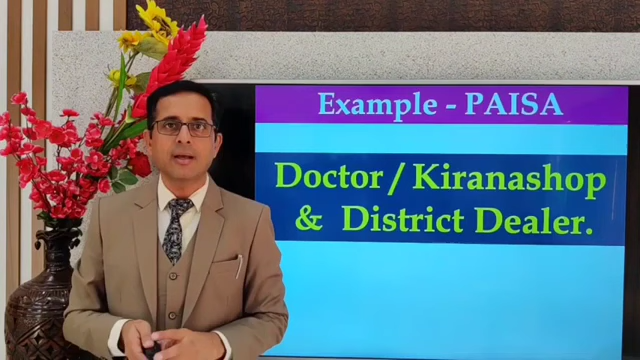 Example - PAISA
Doctor / Kiranashop
& District Dealer.